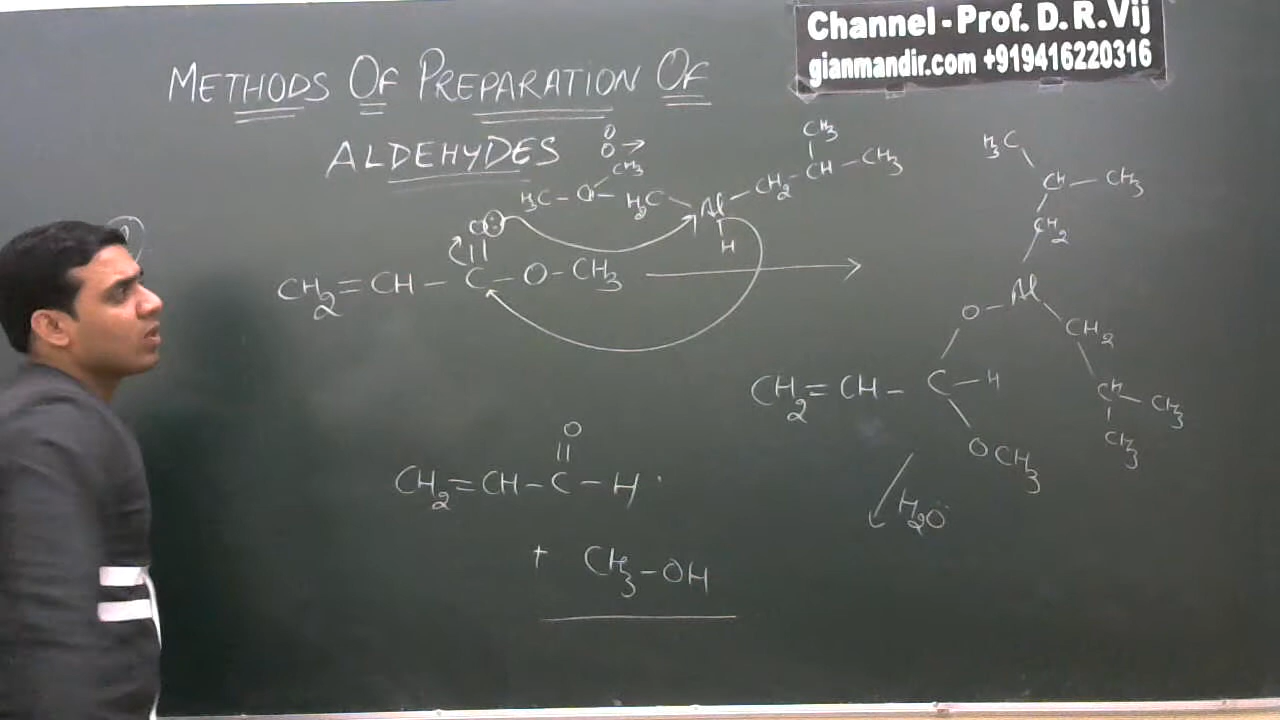 Channel - Prof. D. R. Vij
gianmandir.com +919416220316
METHODS OF PREPARATION OF
ALDEHYDES
CH₃
CH₃
H₃C - CH - H₂C - Al - CH₂ - CH - CH₃
H
O
CH₂ = CH - C - O - CH₃
H₃C
CH - CH₃
CH₂
O - Al
CH₂
CH₂ = CH - C - H
CH - CH₃
CH₃
OCH₃
H₂O
O
CH₂ = CH - C - H
+ CH₃ - OH